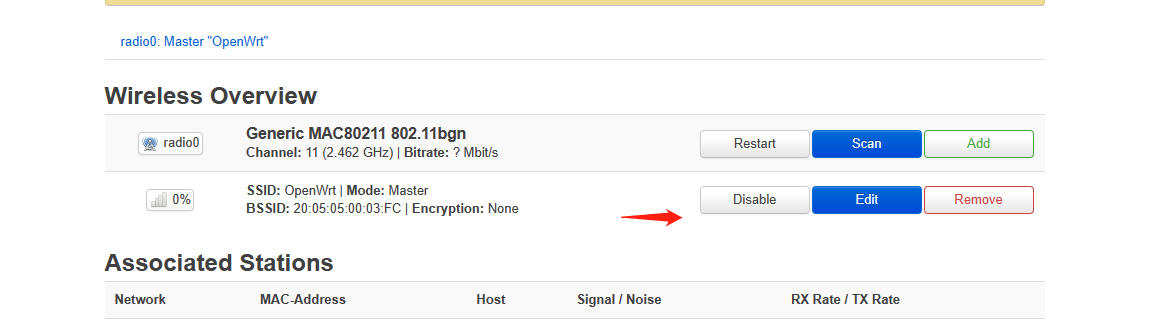 radio0: Master "OpenWrt"
Wireless Overview
radio0
Generic MAC80211 802.11bgn
Channel: 11 (2.462 GHz) | Bitrate: ? Mbit/s
Restart
Scan
Add
0%
SSID: OpenWrt | Mode: Master
BSSID: 20:05:05:00:03:FC | Encryption: None
Disable
Edit
Remove
Associated Stations
Network MAC-Address Host Signal / Noise RX Rate / TX Rate